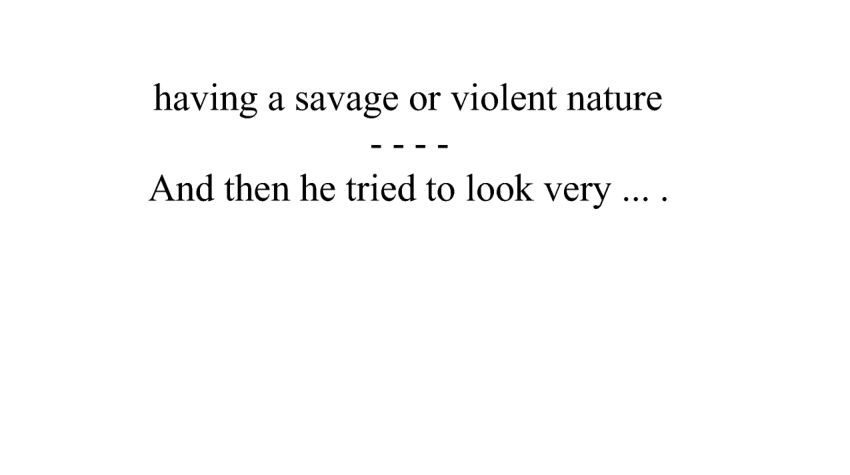 having a savage or violent nature
- - - -
And then he tried to look very ... .